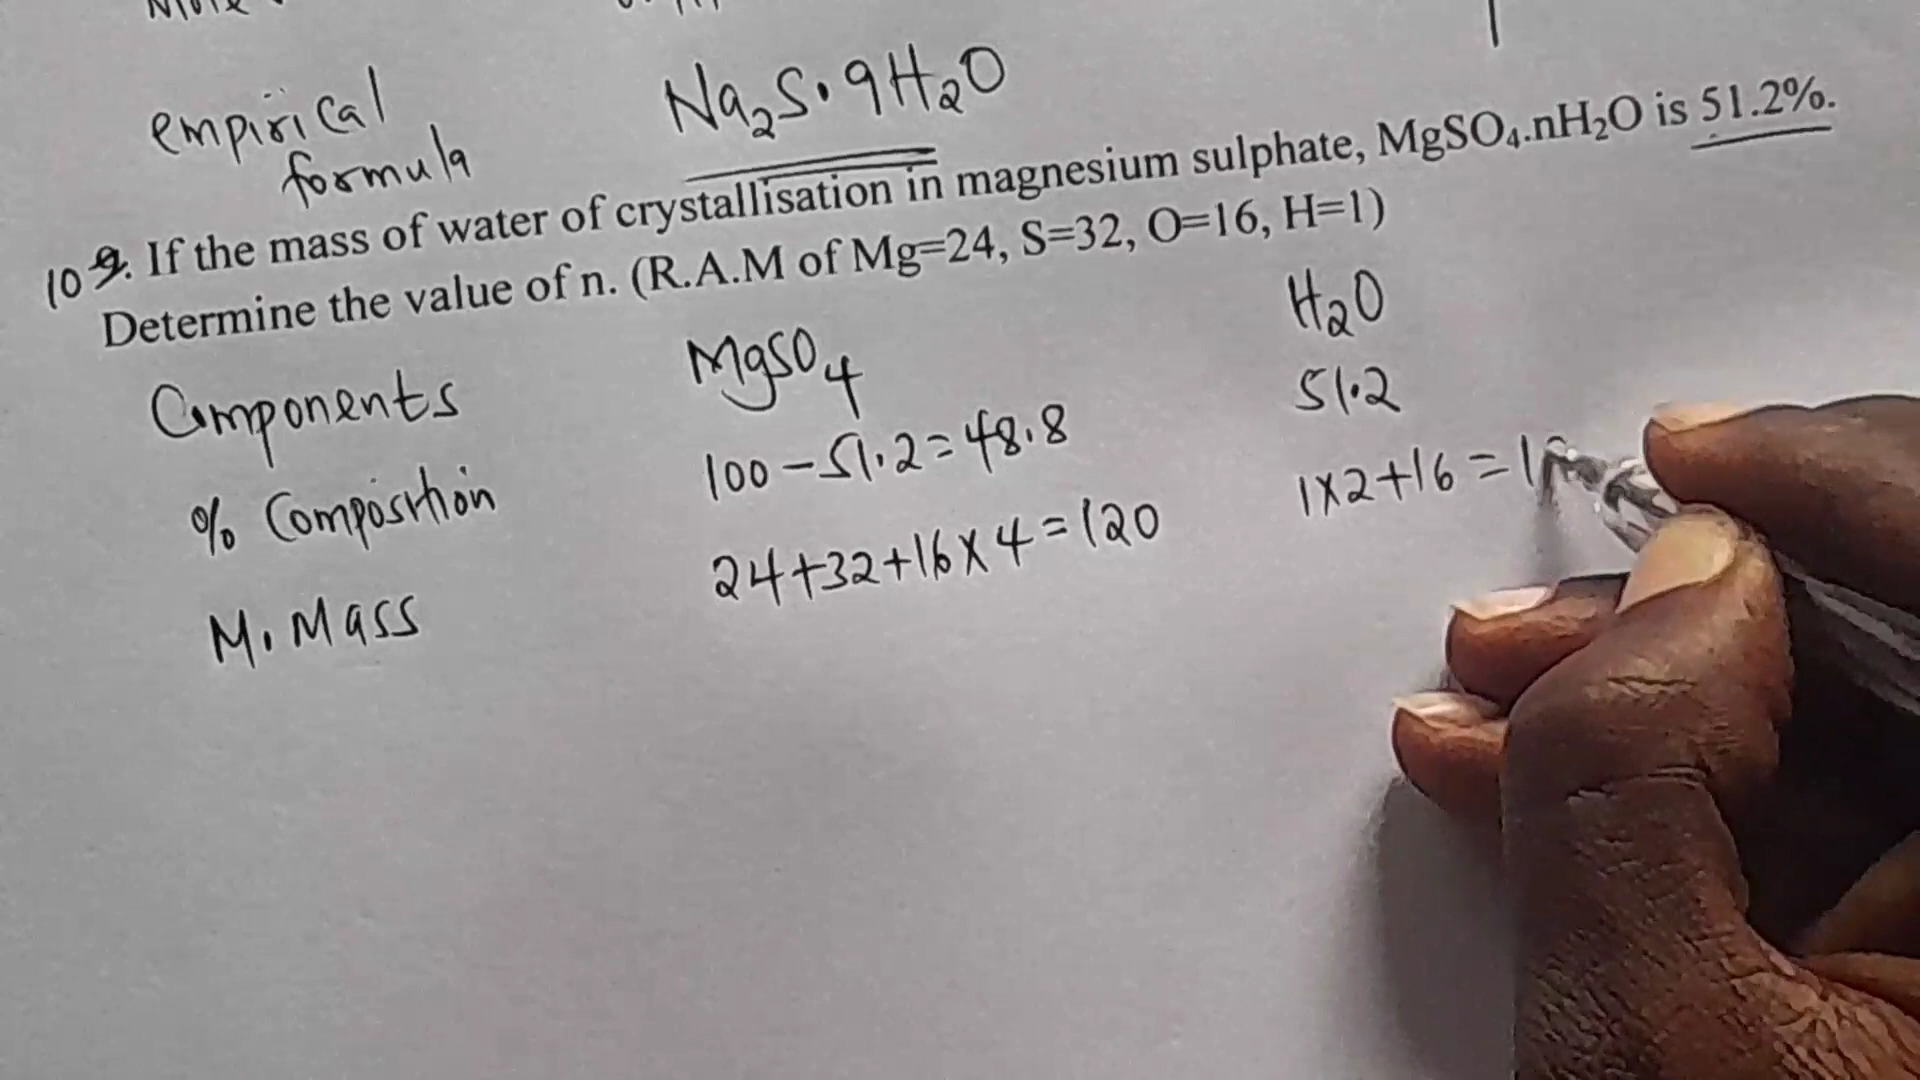 empirical Na₂S·9H₂O
formula
10 9. If the mass of water of crystallisation in magnesium sulphate, MgSO₄.nH₂O is 51.2%.
Determine the value of n. (R.A.M of Mg=24, S=32, O=16, H=1)
Components MgSO₄ H₂O
% Composition 100-51.2=48.8 51.2
M. Mass 24+32+16×4=120 1×2+16=1